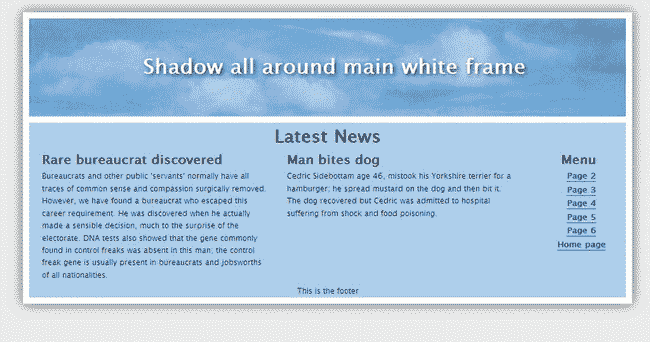 Shadow all around main white frame
Latest News
Rare bureaucrat discovered
Bureaucrats and other public 'servants' normally have all
traces of common sense and compassion surgically removed.
However, we have found a bureaucrat who escaped this
career requirement. He was discovered when he actually
made a sensible decision, much to the surprise of the
electorate. DNA tests also showed that the gene commonly
found in control freaks was absent in this man; the control
freak gene is usually present in bureaucrats and jobsworths
of all nationalities.
Man bites dog
Cedric Sidebottam age 46, mistook his Yorkshire terrier for a
hamburger; he spread mustard on the dog and then bit it.
The dog recovered but Cedric was admitted to hospital
suffering from shock and food poisoning.
Menu
Page 2
Page 3
Page 4
Page 5
Page 6
Home page
This is the footer